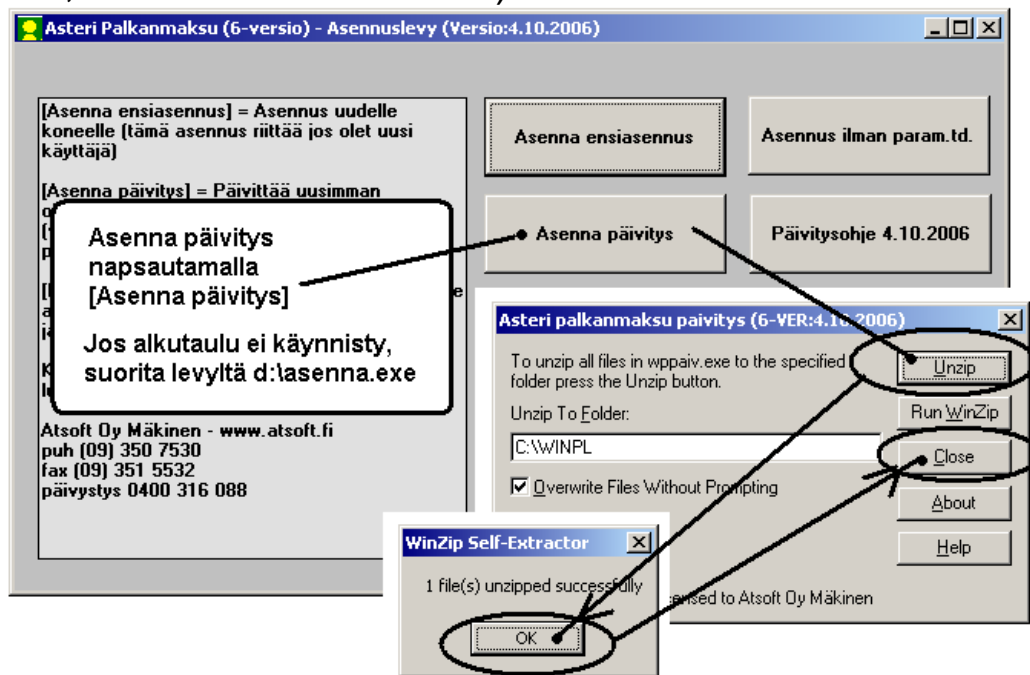 Asteri Palkanmaksu (6-versio) - Asennuslevy (Versio:4.10.2006)
[Asenna ensiasennus] = Asennus uudelle
koneelle (tämä asennus riittää jos olet uusi
käyttäjä)
[Asenna päivitys] = Päivittää uusimman
Asenna päivitys
napsautamalla
[Asenna päivitys]
Jos alkutaulu ei käynnisty,
suorita levyltä d:\asenna.exe
Atsoft Oy Mäkinen - www.atsoft.fi
puh (09) 350 7530
fax (09) 351 5532
päivystys 0400 316 088
Asenna ensiasennus
Asennus ilman param.td.
Asenna päivitys
Päivitysohje 4.10.2006
Asteri palkanmaksu paivitys (6-VER:4.10.2006)
To unzip all files in wppaiv.exe to the specified
folder press the Unzip button.
Unzip To Folder:
C:\WINPL
Overwrite Files Without Prompting
Unzip
Run WinZip
Close
About
Help
to Atsoft Oy Mäkinen
WinZip Self-Extractor
1 file(s) unzipped successfully
OK